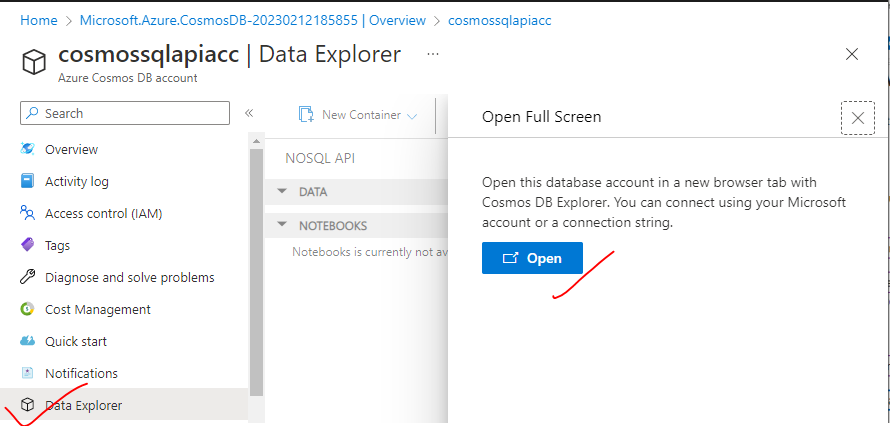 Home > Microsoft.Azure.CosmosDB-20230212185855 | Overview > cosmossqlapiacc
cosmossqlapiacc | Data Explorer ...
Azure Cosmos DB account
Search
«
New Container
Open Full Screen
Overview
Activity log
Access control (IAM)
Tags
Diagnose and solve problems
Cost Management
Quick start
Notifications
Data Explorer
NOSQL API
DATA
NOTEBOOKS
Notebooks is currently not av
Open this database account in a new browser tab with
Cosmos DB Explorer. You can connect using your Microsoft
account or a connection string.
Open